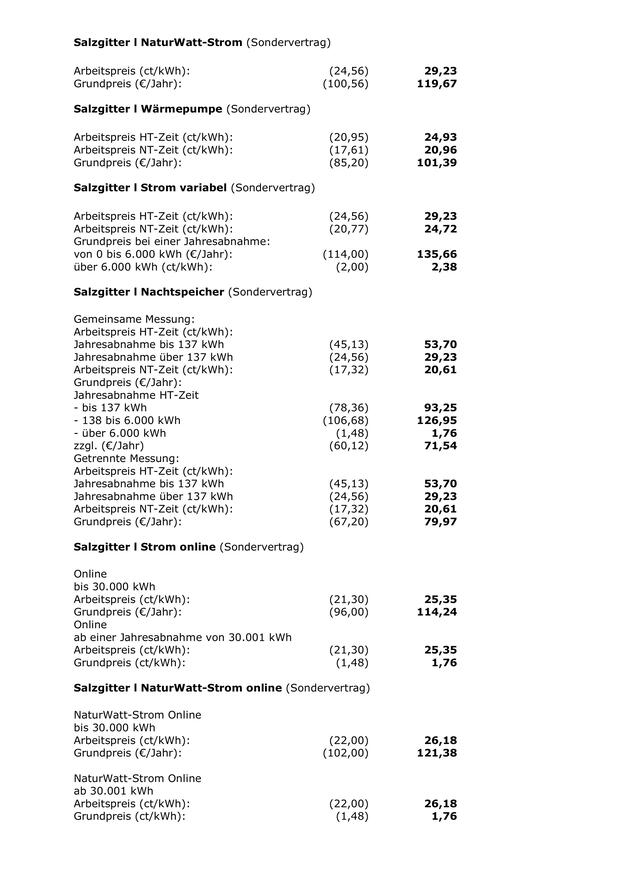 Salzgitter l NaturWatt-Strom (Sondervertrag)
Arbeitspreis (ct/kWh): (24,56) 29,23
Grundpreis (€/Jahr): (100,56) 119,67
Salzgitter l Wärmepumpe (Sondervertrag)
Arbeitspreis HT-Zeit (ct/kWh): (20,95) 24,93
Arbeitspreis NT-Zeit (ct/kWh): (17,61) 20,96
Grundpreis (€/Jahr): (85,20) 101,39
Salzgitter l Strom variabel (Sondervertrag)
Arbeitspreis HT-Zeit (ct/kWh): (24,56) 29,23
Arbeitspreis NT-Zeit (ct/kWh): (20,77) 24,72
Grundpreis bei einer Jahresabnahme:
von 0 bis 6.000 kWh (€/Jahr): (114,00) 135,66
über 6.000 kWh (ct/kWh): (2,00) 2,38
Salzgitter l Nachtspeicher (Sondervertrag)
Gemeinsame Messung:
Arbeitspreis HT-Zeit (ct/kWh):
Jahresabnahme bis 137 kWh (45,13) 53,70
Jahresabnahme über 137 kWh (24,56) 29,23
Arbeitspreis NT-Zeit (ct/kWh): (17,32) 20,61
Grundpreis (€/Jahr):
Jahresabnahme HT-Zeit
- bis 137 kWh (78,36) 93,25
- 138 bis 6.000 kWh (106,68) 126,95
- über 6.000 kWh (1,48) 1,76
zzgl. (€/Jahr) (60,12) 71,54
Getrennte Messung:
Arbeitspreis HT-Zeit (ct/kWh):
Jahresabnahme bis 137 kWh (45,13) 53,70
Jahresabnahme über 137 kWh (24,56) 29,23
Arbeitspreis NT-Zeit (ct/kWh): (17,32) 20,61
Grundpreis (€/Jahr): (67,20) 79,97
Salzgitter l Strom online (Sondervertrag)
Online
bis 30.000 kWh
Arbeitspreis (ct/kWh): (21,30) 25,35
Grundpreis (€/Jahr): (96,00) 114,24
Online
ab einer Jahresabnahme von 30.001 kWh
Arbeitspreis (ct/kWh): (21,30) 25,35
Grundpreis (ct/kWh): (1,48) 1,76
Salzgitter l NaturWatt-Strom online (Sondervertrag)
NaturWatt-Strom Online
bis 30.000 kWh
Arbeitspreis (ct/kWh): (22,00) 26,18
Grundpreis (€/Jahr): (102,00) 121,38
NaturWatt-Strom Online
ab 30.001 kWh
Arbeitspreis (ct/kWh): (22,00) 26,18
Grundpreis (ct/kWh): (1,48) 1,76